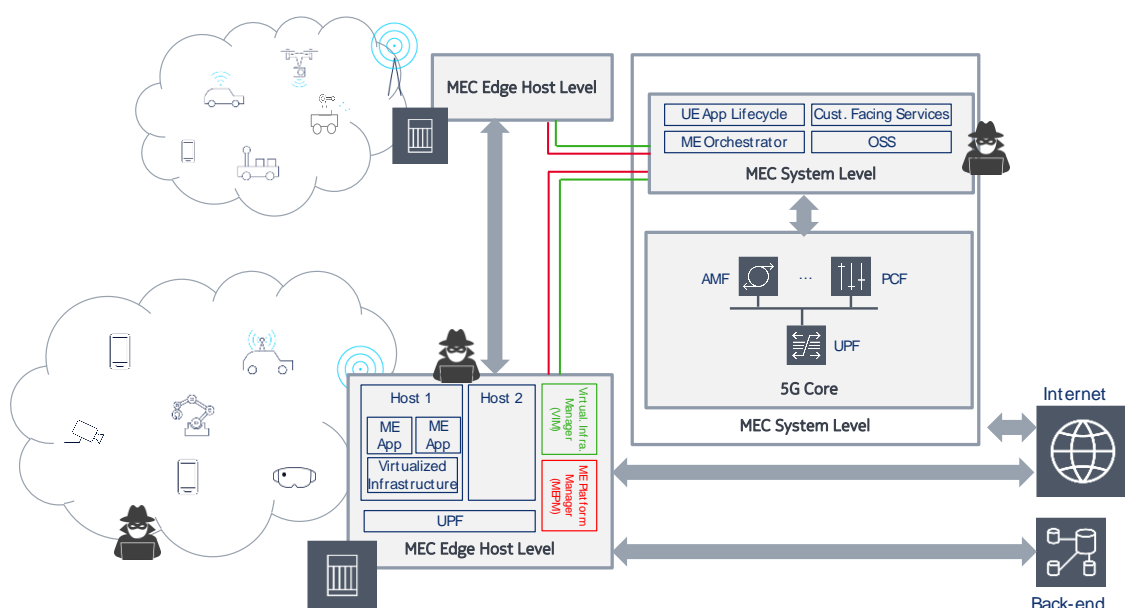 MEC Edge Host Level
UE App Lifecycle
Cust. Facing Services
ME Orchestrator
OSS
MEC System Level
AMF
...
PCF
UPF
5G Core
MEC System Level
Host 1
Host 2
ME
App
ME
App
Virtualized
Infrastructure
Virtual. Infra.
Manager
(VIM)
ME Platform
Manager
(MEPM)
UPF
MEC Edge Host Level
Internet
Back-end